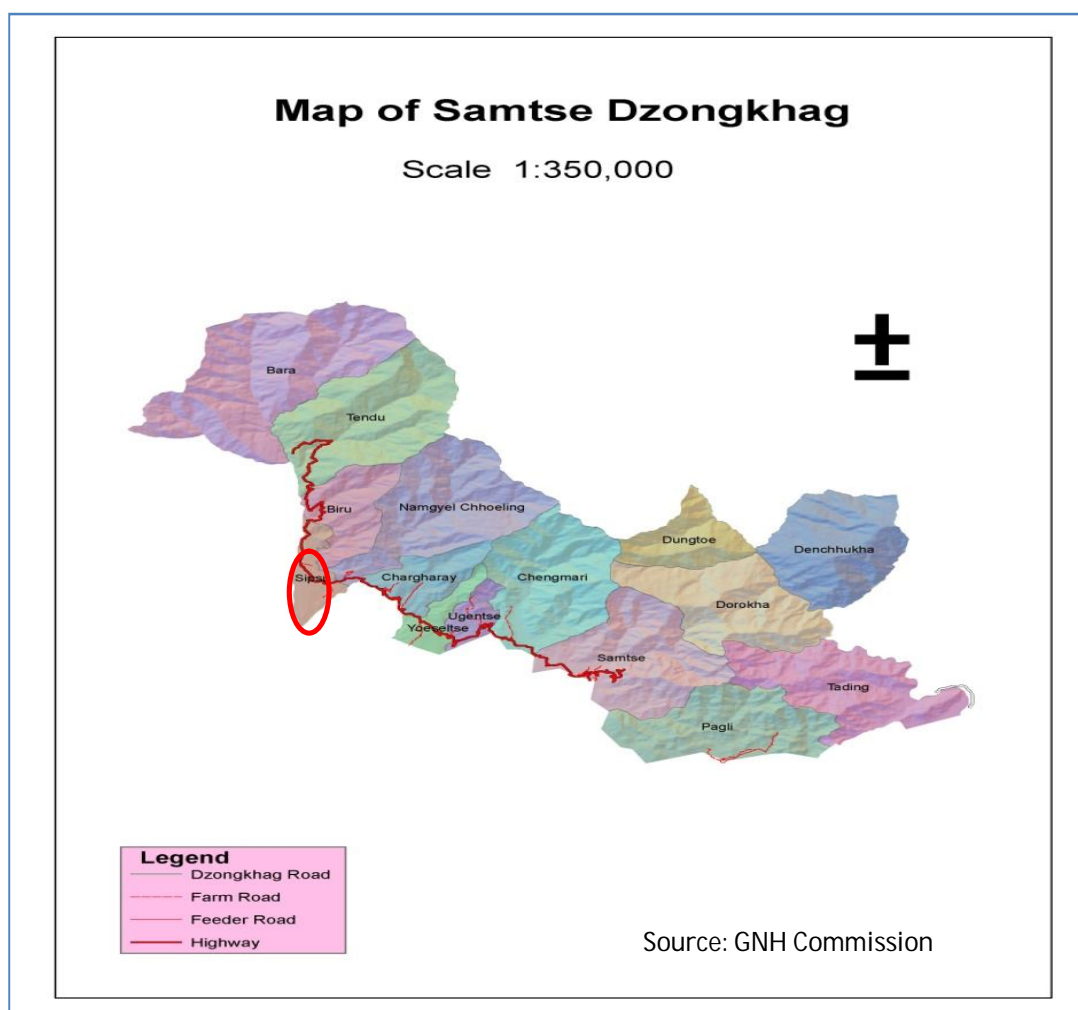 Map of Samtse Dzongkhag
Scale 1:350,000
Bara
Tendu
Biru
Namgyel Chhoeling
Dungtoe
Denchhukha
Sipsu
Chargharay
Chengmari
Dorokha
Ugentse
Yoeseltse
Samtse
Tading
Pagli
Legend
Dzongkhag Road
Farm Road
Feeder Road
Highway
Source: GNH Commission